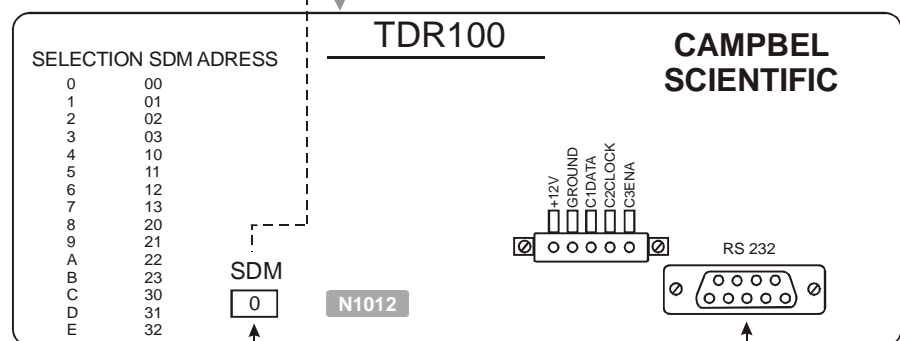 TDR100
CAMPBEL
SCIENTIFIC
SELECTION SDM ADRESS
0 00
1 01
2 02
3 03
4 10
5 11
6 12
7 13
8 20
9 21
A 22
B 23
C 30
D 31
E 32
SDM
0
N1012
+12V
GROUND
C1DATA
C2CLOCK
C3ENA
RS 232